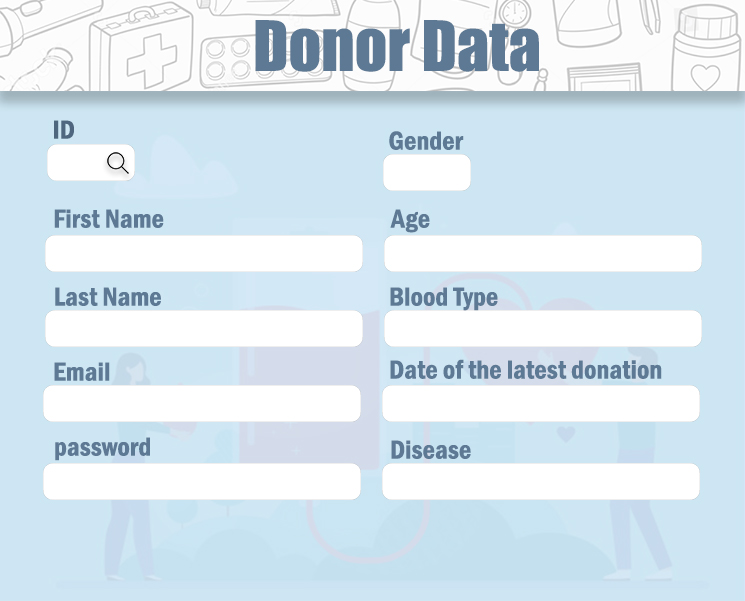 Donor Data
ID
Gender
First Name
Age
Last Name
Blood Type
Email
Date of the latest donation
password
Disease